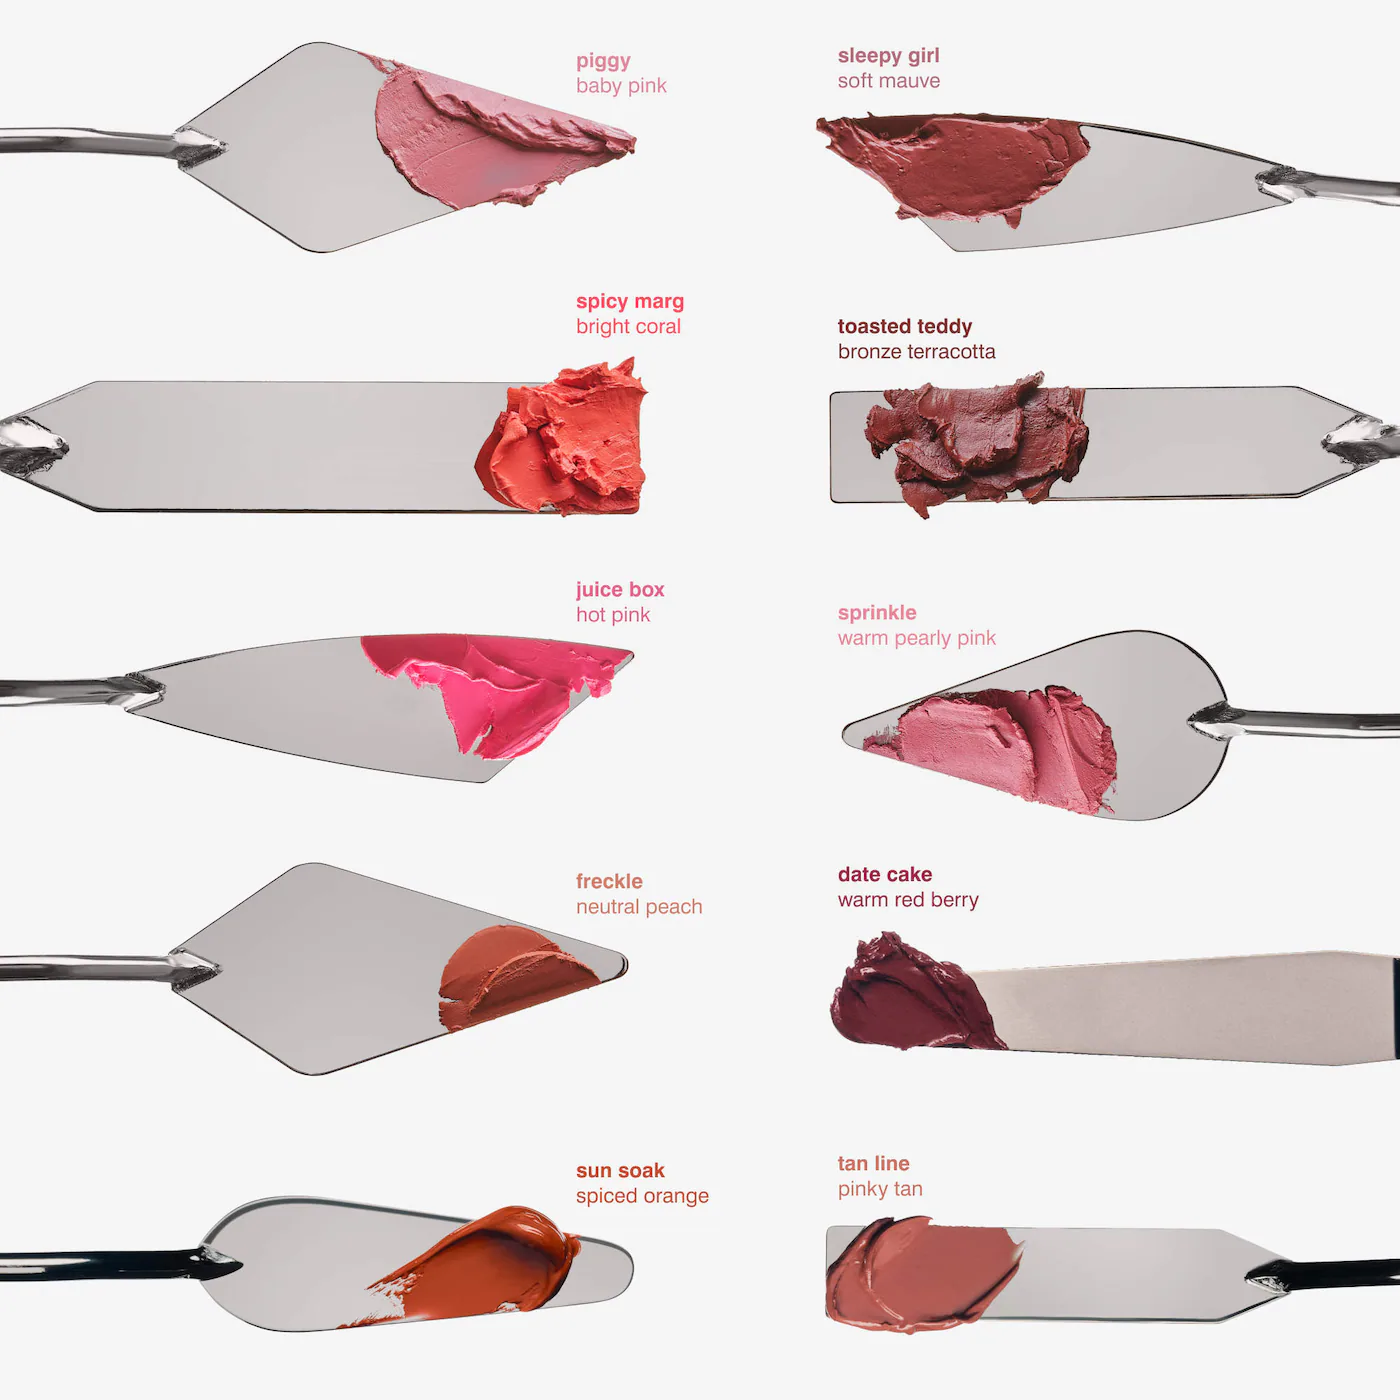 piggy
baby pink
sleepy girl
soft mauve
spicy marg
bright coral
toasted teddy
bronze terracotta
juice box
hot pink
sprinkle
warm pearly pink
freckle
neutral peach
date cake
warm red berry
sun soak
spiced orange
tan line
pinky tan